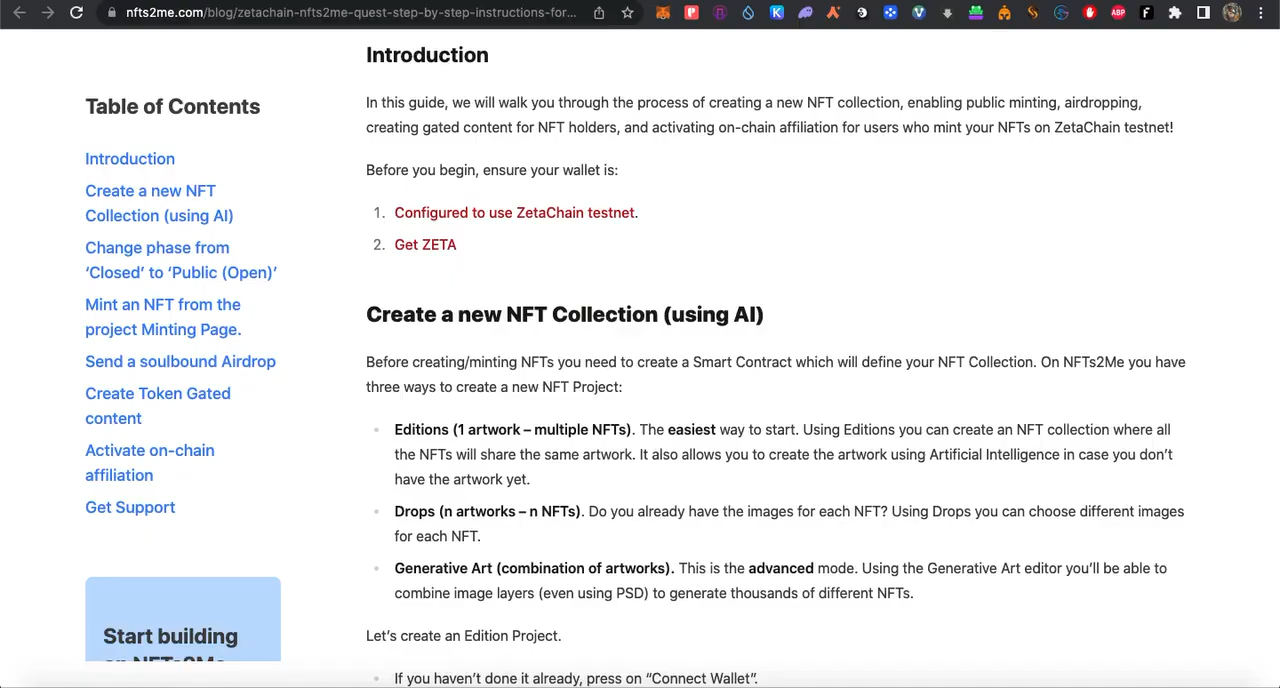 nfts2me.com/blog/zetachain-nfts2me-quest-step-by-step-instructions-for...
Table of Contents
Introduction
Create a new NFT
Collection (using AI)
Change phase from
‘Closed’ to ‘Public (Open)’
Mint an NFT from the
project Minting Page.
Send a soulbound Airdrop
Create Token Gated
content
Activate on-chain
affiliation
Get Support
Start building
on NFTs2Me
Introduction
In this guide, we will walk you through the process of creating a new NFT collection, enabling public minting, airdropping,
creating gated content for NFT holders, and activating on-chain affiliation for users who mint your NFTs on ZetaChain testnet!
Before you begin, ensure your wallet is:
1. Configured to use ZetaChain testnet.
2. Get ZETA
Create a new NFT Collection (using AI)
Before creating/minting NFTs you need to create a Smart Contract which will define your NFT Collection. On NFTs2Me you have
three ways to create a new NFT Project:
• Editions (1 artwork – multiple NFTs). The easiest way to start. Using Editions you can create an NFT collection where all
the NFTs will share the same artwork. It also allows you to create the artwork using Artificial Intelligence in case you don’t
have the artwork yet.
• Drops (n artworks – n NFTs). Do you already have the images for each NFT? Using Drops you can choose different images
for each NFT.
• Generative Art (combination of artworks). This is the advanced mode. Using the Generative Art editor you’ll be able to
combine image layers (even using PSD) to generate thousands of different NFTs.
Let’s create an Edition Project.
• If you haven’t done it already, press on “Connect Wallet”.